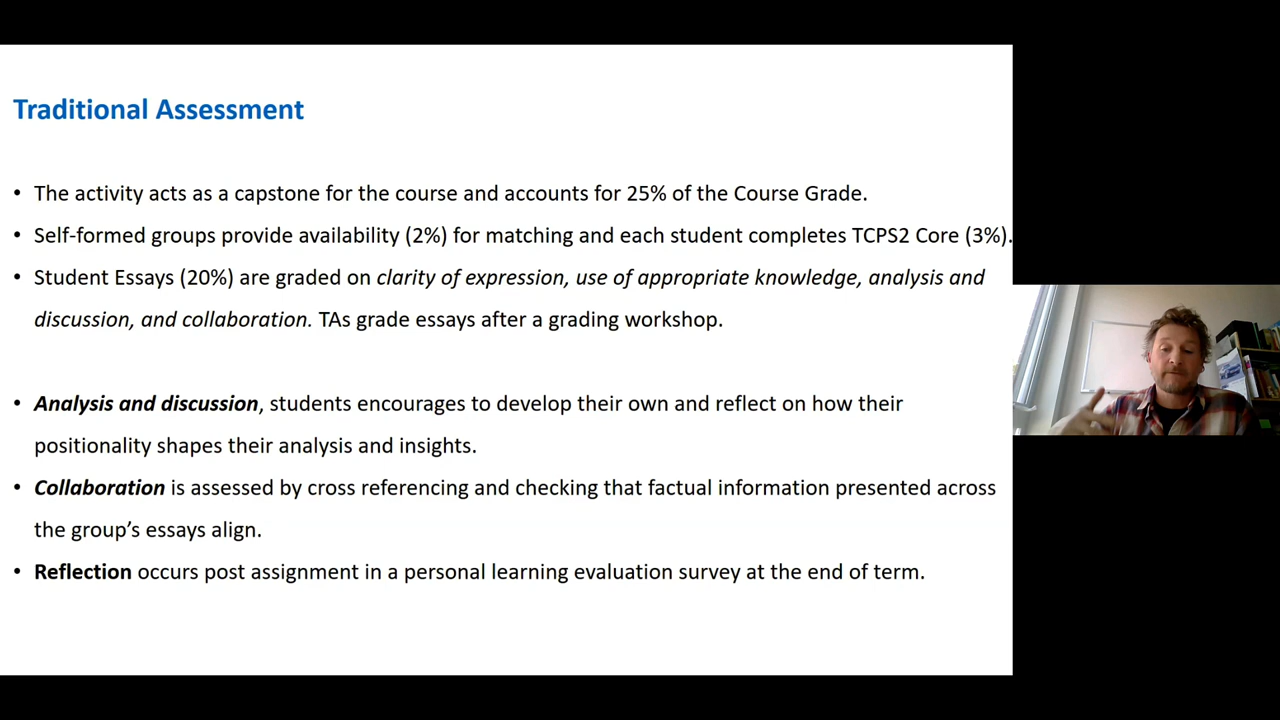 Traditional Assessment
• The activity acts as a capstone for the course and accounts for 25% of the Course Grade.
• Self-formed groups provide availability (2%) for matching and each student completes TCPS2 Core (3%).
• Student Essays (20%) are graded on clarity of expression, use of appropriate knowledge, analysis and
discussion, and collaboration. TAs grade essays after a grading workshop.
• Analysis and discussion, students encourages to develop their own and reflect on how their
positionality shapes their analysis and insights.
• Collaboration is assessed by cross referencing and checking that factual information presented across
the group’s essays align.
• Reflection occurs post assignment in a personal learning evaluation survey at the end of term.